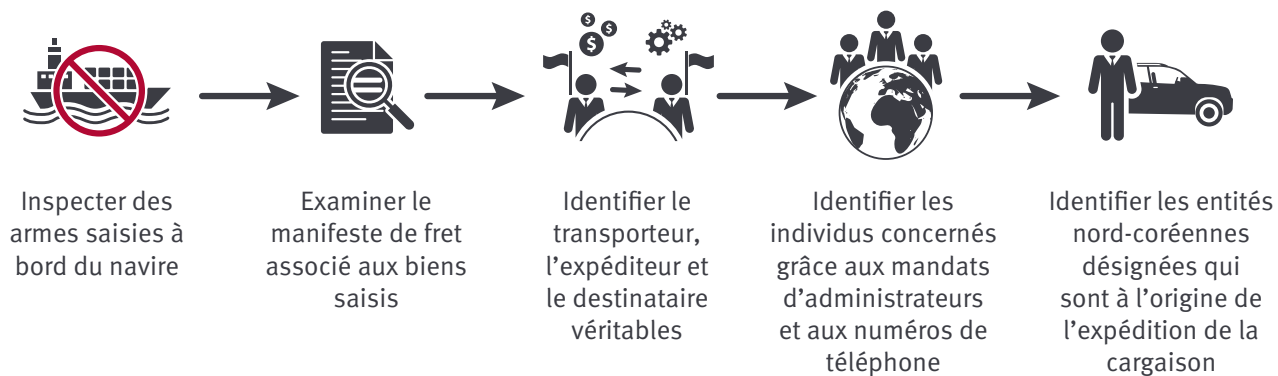 Inspecter des
armes saisies à
bord du navire
Examiner le
manifeste de fret
associé aux biens
saisis
Identifier le
transporteur,
l’expéditeur et
le destinataire
véritables
Identifier les
individus concernés
grâce aux mandats
d’administrateurs
et aux numéros de
téléphone
Identifier les entités
nord-coréennes
désignées qui
sont à l’origine de
l’expédition de la
cargaison